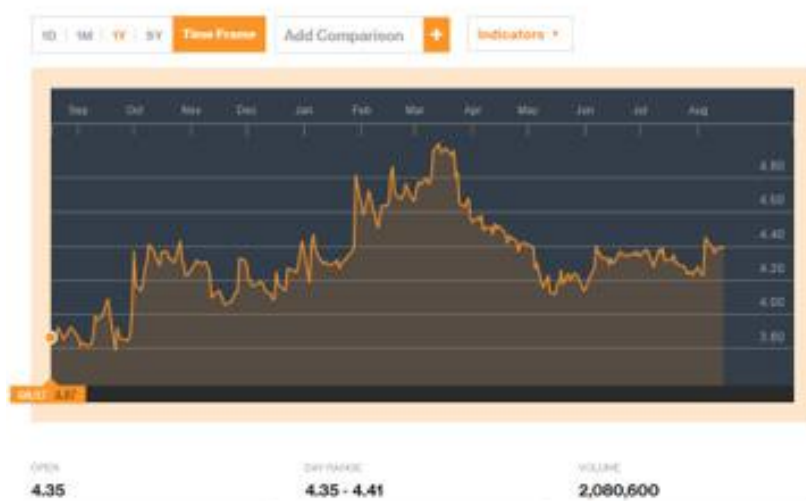 1D 1M 1Y 5Y Time Frame Add Comparison + Indicators
Sep Oct Nov Dec Jan Feb Mar Apr May Jun Jul Aug
4.80
4.60
4.40
4.20
4.00
3.80
OPEN DAY RANGE VOLUME
4.35 4.35 - 4.41 2,080,600